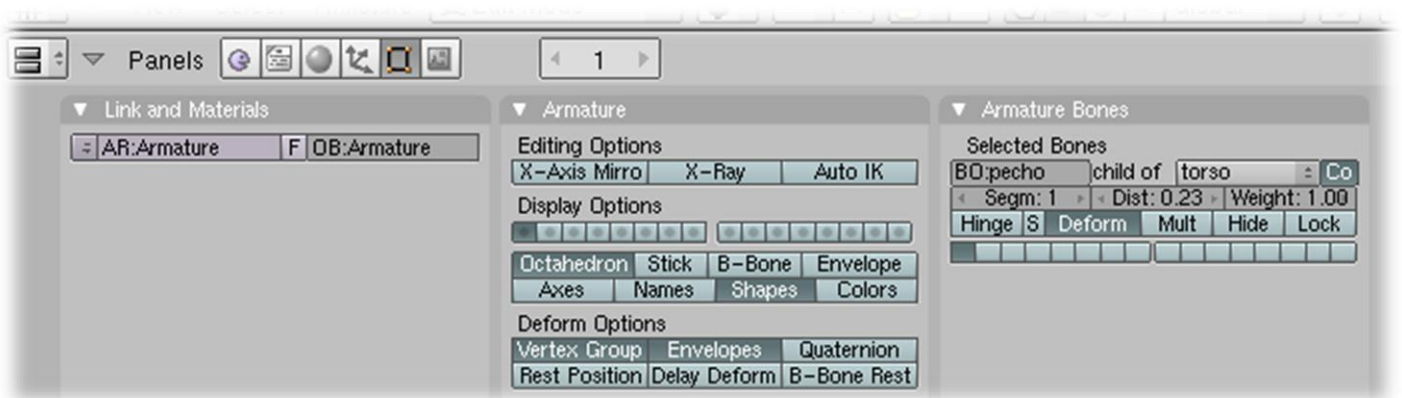 Panels 1
Link and Materials
AR:Armature F OB:Armature
Armature
Editing Options
X-Axis Mirro X-Ray Auto IK
Display Options
Octahedron Stick B-Bone Envelope
Axes Names Shapes Colors
Deform Options
Vertex Group Envelopes Quaternion
Rest Position Delay Deform B-Bone Rest
Armature Bones
Selected Bones
BO:pecho child of torso Co
Segm: 1 Dist: 0.23 Weight: 1.00
Hinge S Deform Mult Hide Lock